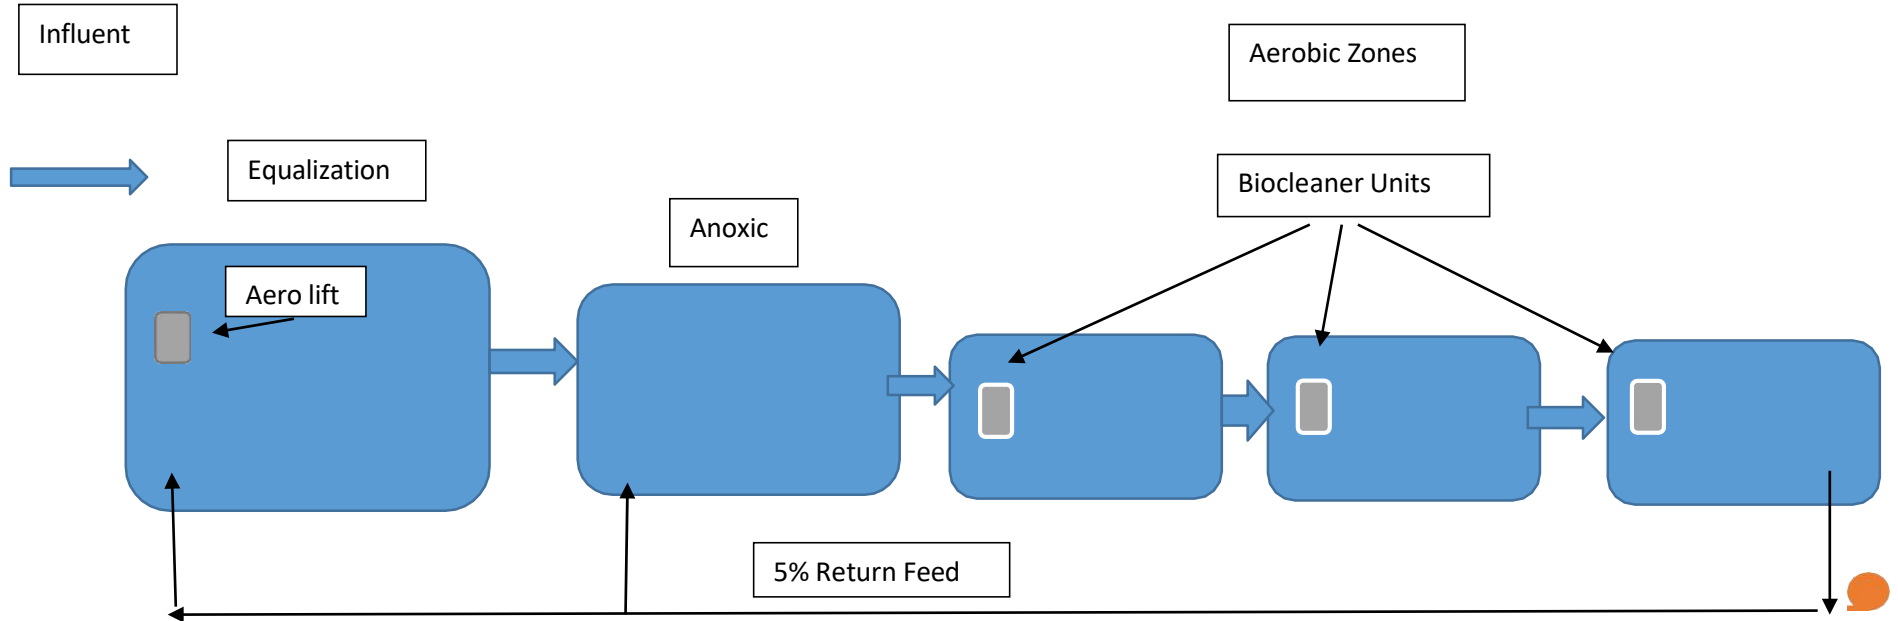 Influent
Aerobic Zones
Equalization
Biocleaner Units
Anoxic
Aero lift
5% Return Feed